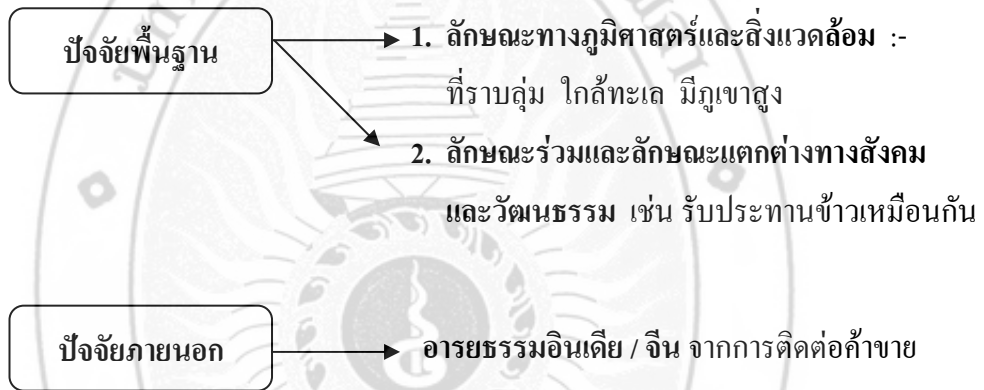 ปัจจัยพื้นฐาน
1. ลักษณะทางภูมิศาสตร์และสิ่งแวดล้อม :-
ที่ราบลุ่ม ใกล้ทะเล มีภูเขาสูง
2. ลักษณะร่วมและลักษณะแตกต่างทางสังคม
และวัฒนธรรม เช่น รับประทานข้าวเหมือนกัน
ปัจจัยภายนอก
อารยธรรมอินเดีย / จีน จากการติดต่อค้าขาย